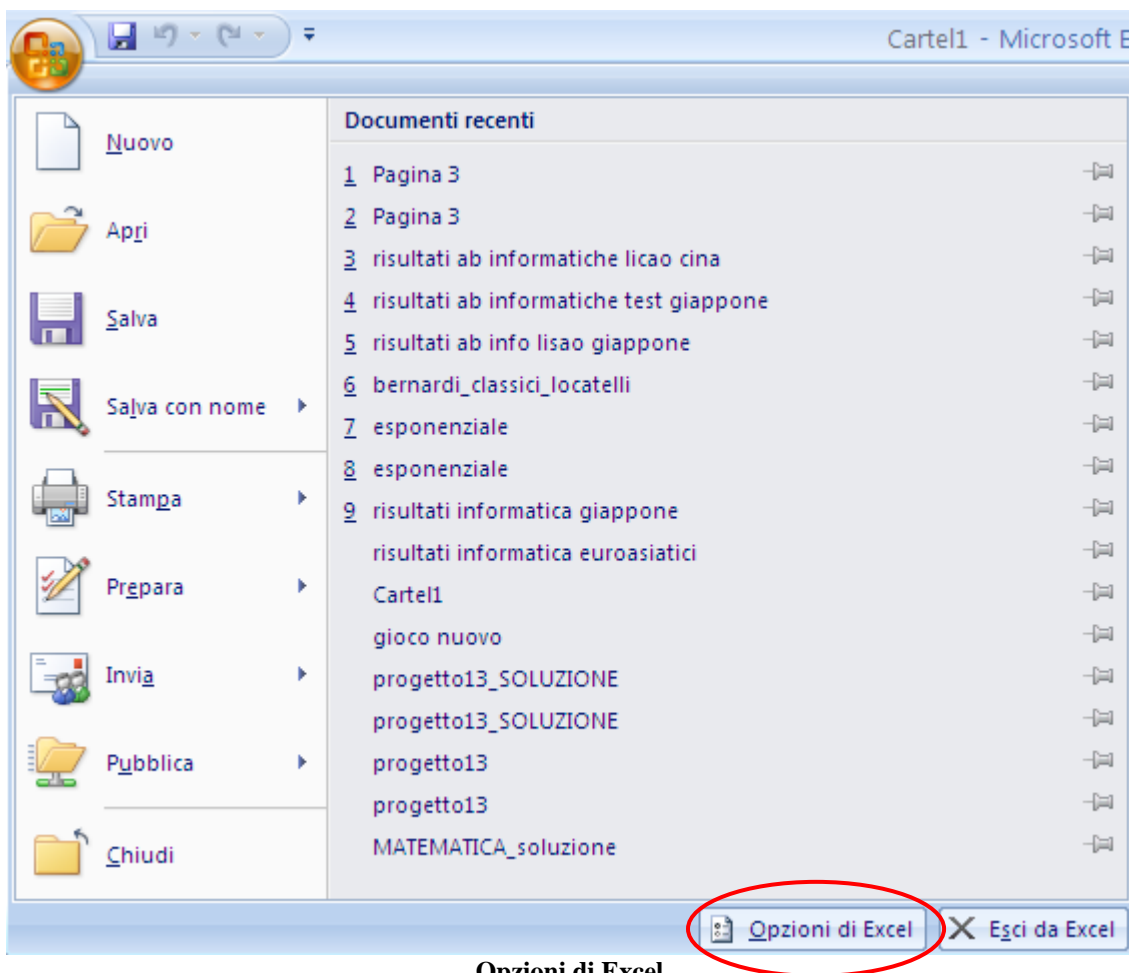 Cartel1 - Microsoft E
Nuovo
Apri
Salva
Salva con nome
Stampa
Prepara
Invia
Pubblica
Chiudi
Documenti recenti
1 Pagina 3
2 Pagina 3
3 risultati ab informatiche licao cina
4 risultati ab informatiche test giappone
5 risultati ab info lisao giappone
6 bernardi_classici_locatelli
7 esponenziale
8 esponenziale
9 risultati informatica giappone
risultati informatica euroasiatici
Cartel1
gioco nuovo
progetto13_SOLUZIONE
progetto13_SOLUZIONE
progetto13
progetto13
MATEMATICA_soluzione
Opzioni di Excel
Esci da Excel
Opzioni di Excel